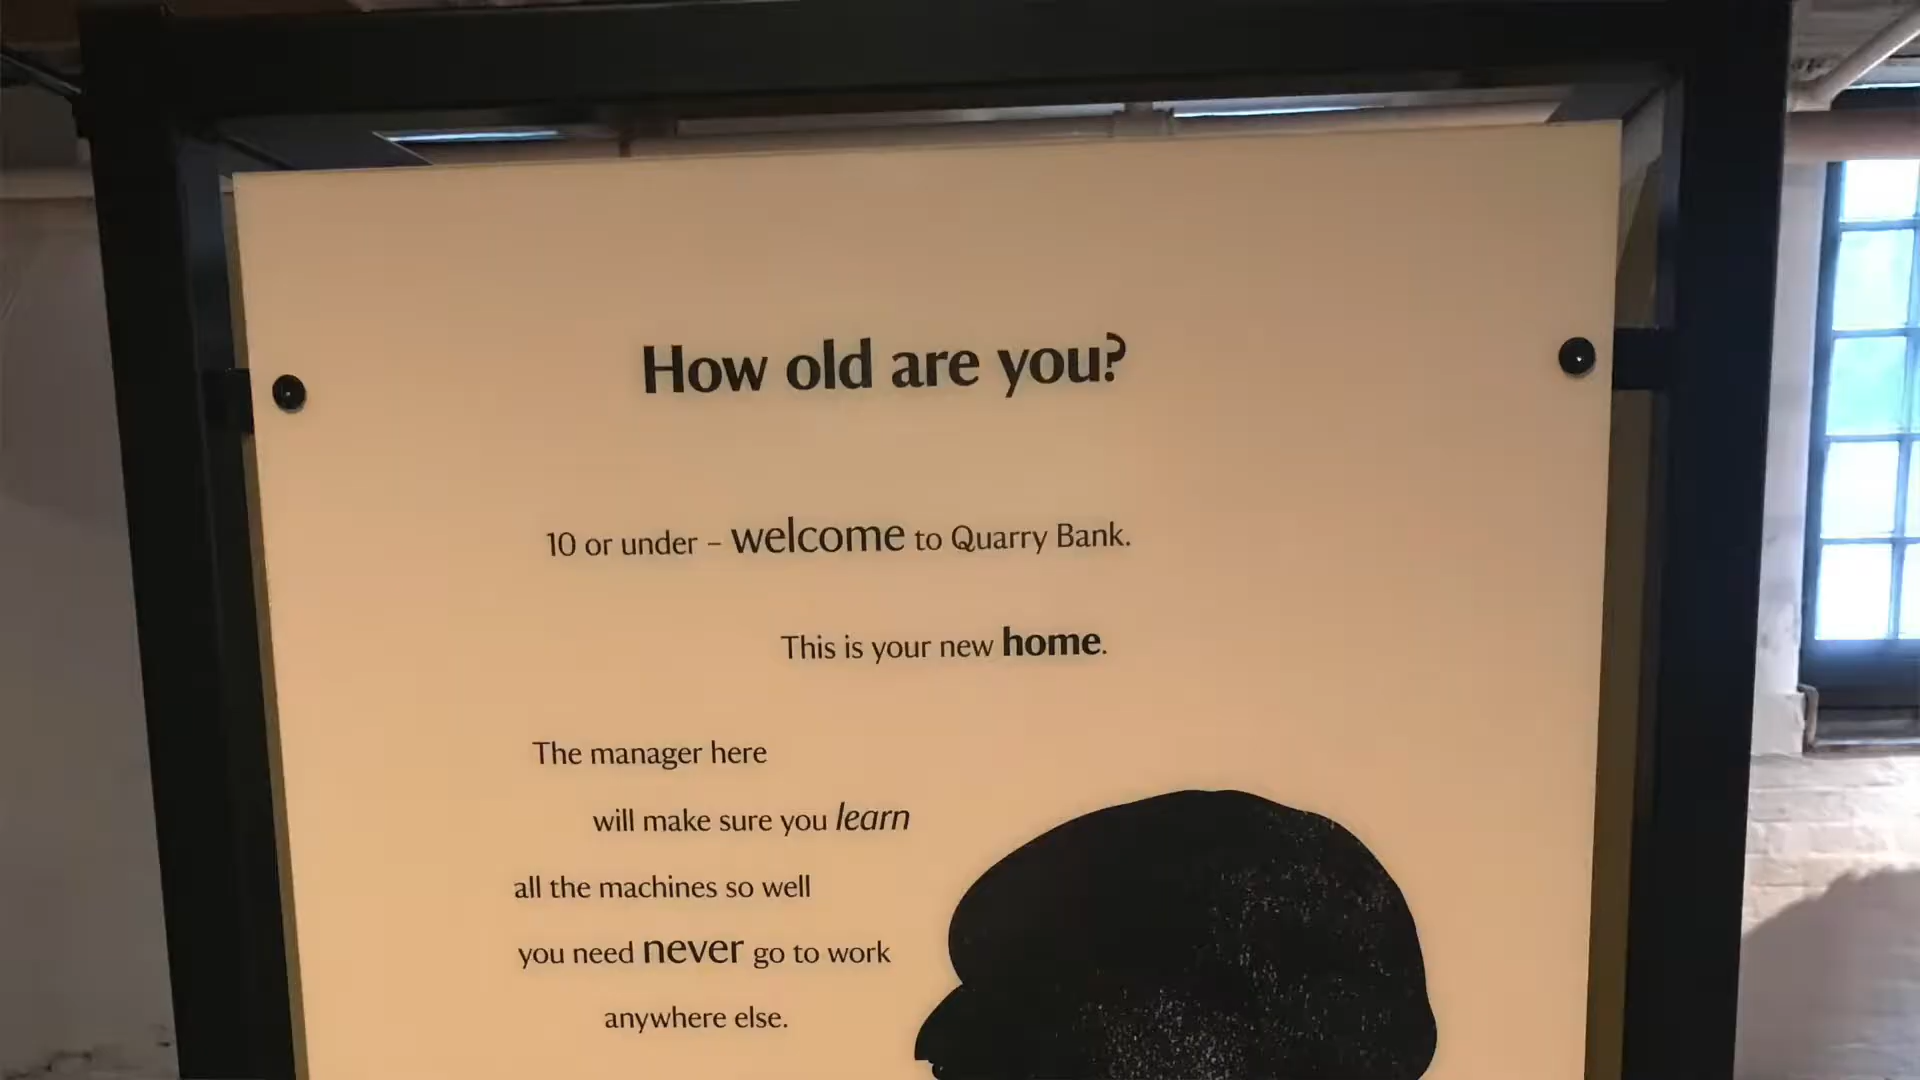 How old are you?
10 or under – welcome to Quarry Bank.
This is your new home.
The manager here
will make sure you learn
all the machines so well
you need never go to work
anywhere else.